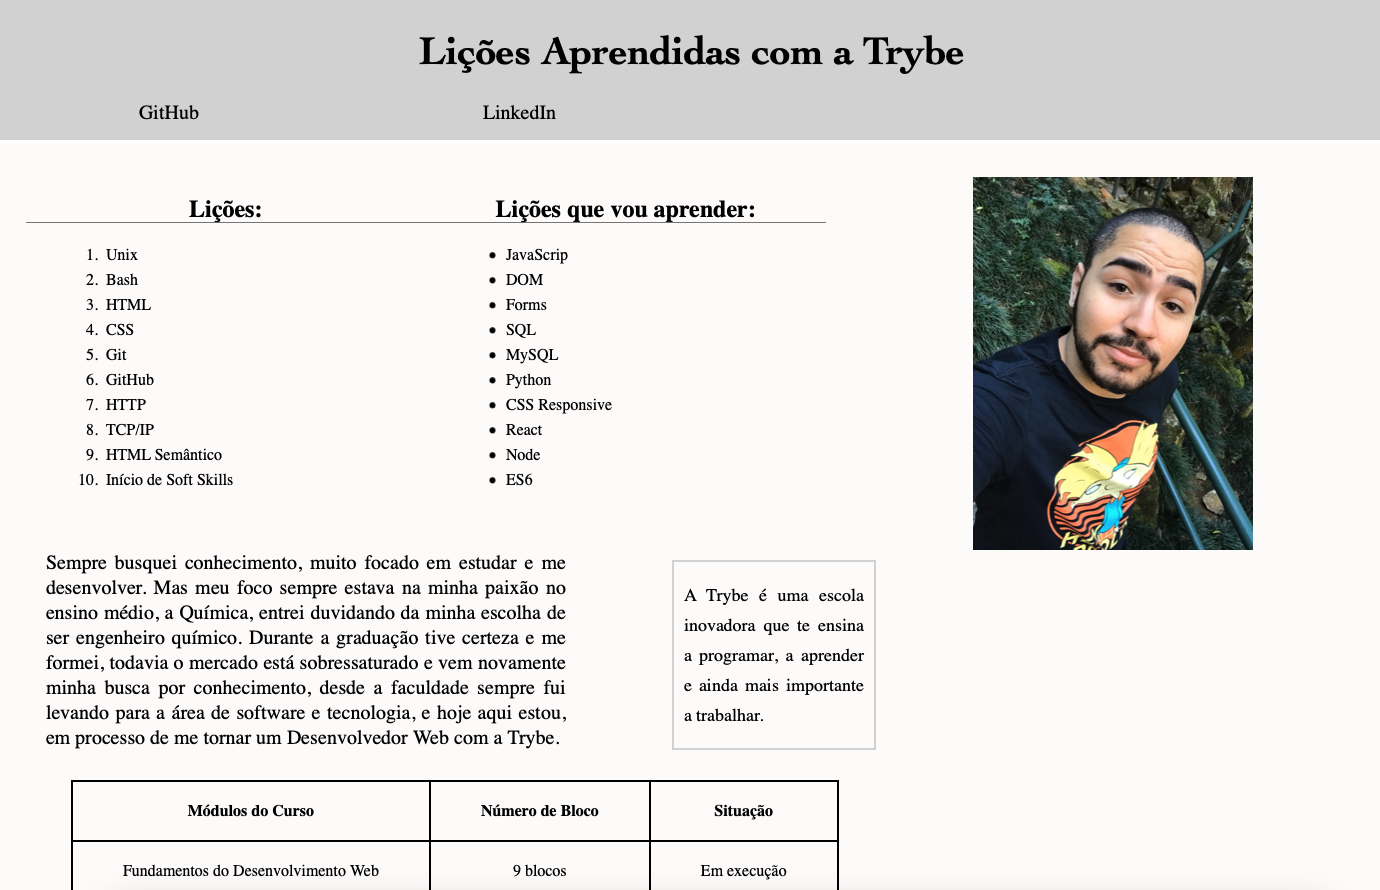 Lições Aprendidas com a Trybe
GitHub
LinkedIn
Lições:
1. Unix
2. Bash
3. HTML
4. CSS
5. Git
6. GitHub
7. HTTP
8. TCP/IP
9. HTML Semântico
10. Início de Soft Skills
Lições que vou aprender:
• JavaScrip
• DOM
• Forms
• SQL
• MySQL
• Python
• CSS Responsive
• React
• Node
• ES6
Sempre busquei conhecimento, muito focado em estudar e me
desenvolver. Mas meu foco sempre estava na minha paixão no
ensino médio, a Química, entrei duvidando da minha escolha de
ser engenheiro químico. Durante a graduação tive certeza e me
formei, todavia o mercado está sobressaturado e vem novamente
minha busca por conhecimento, desde a faculdade sempre fui
levando para a área de software e tecnologia, e hoje aqui estou,
em processo de me tornar um Desenvolvedor Web com a Trybe.
A Trybe é uma escola
inovadora que te ensina
a programar, a aprender
e ainda mais importante
a trabalhar.
Módulos do Curso Número de Bloco Situação
Fundamentos do Desenvolvimento Web 9 blocos Em execução